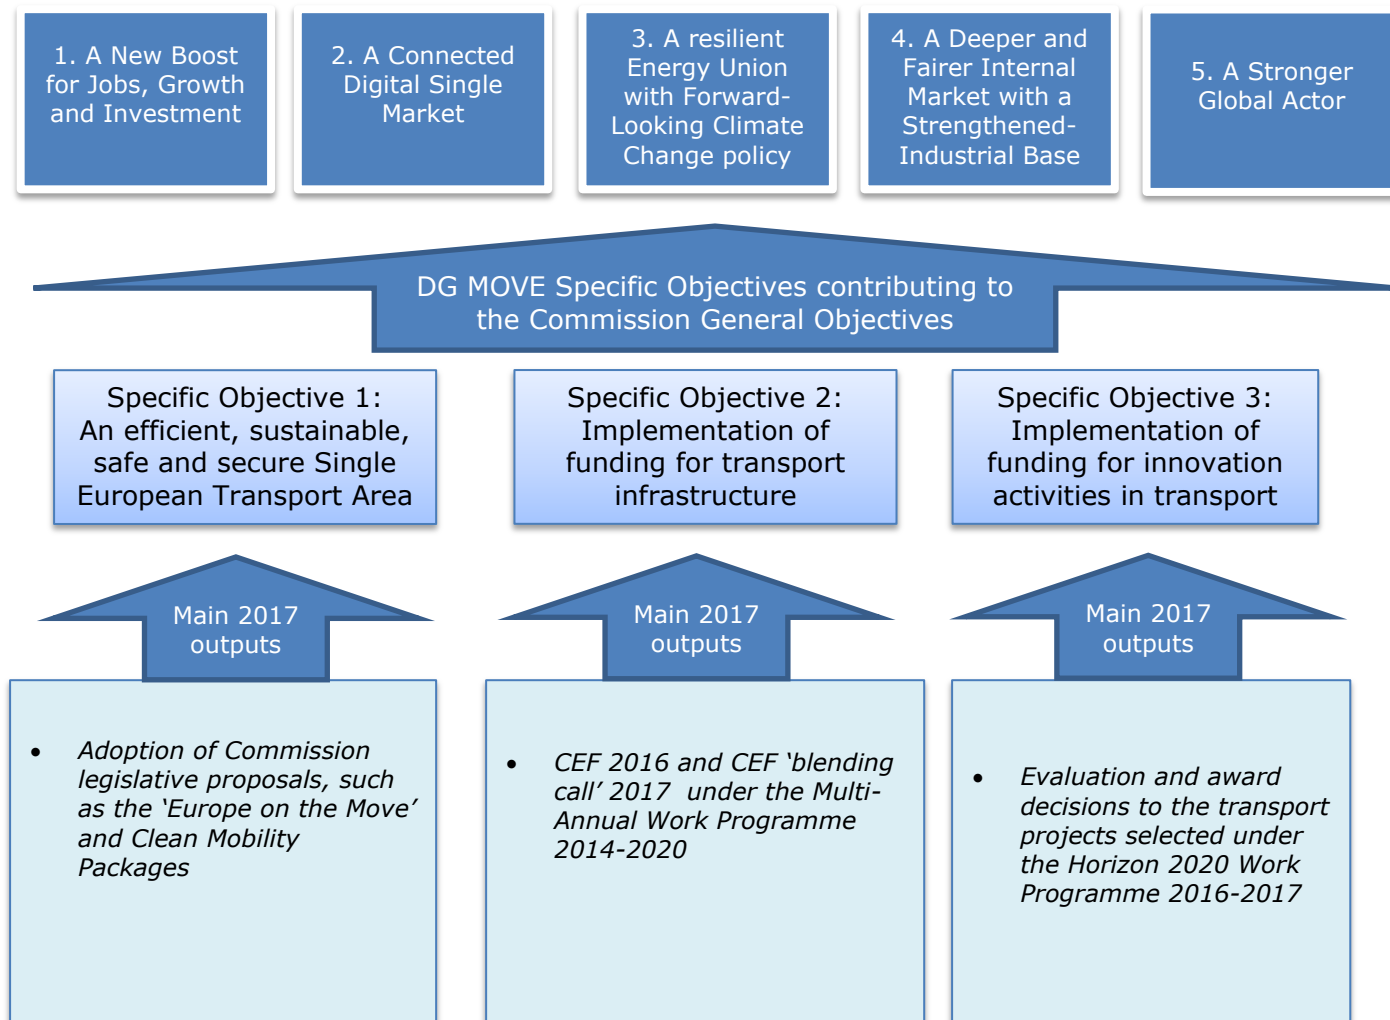 1. A New Boost
for Jobs, Growth
and Investment
2. A Connected
Digital Single
Market
3. A resilient
Energy Union
with Forward-
Looking Climate
Change policy
4. A Deeper and
Fairer Internal
Market with a
Strengthened-
Industrial Base
5. A Stronger
Global Actor
DG MOVE Specific Objectives contributing to
the Commission General Objectives
Specific Objective 1:
An efficient, sustainable,
safe and secure Single
European Transport Area
Specific Objective 2:
Implementation of
funding for transport
infrastructure
Specific Objective 3:
Implementation of
funding for innovation
activities in transport
Main 2017
outputs
Main 2017
outputs
Main 2017
outputs
• Adoption of Commission
legislative proposals, such
as the ‘Europe on the Move’
and Clean Mobility
Packages
• CEF 2016 and CEF ‘blending
call’ 2017 under the Multi-
Annual Work Programme
2014-2020
• Evaluation and award
decisions to the transport
projects selected under
the Horizon 2020 Work
Programme 2016-2017